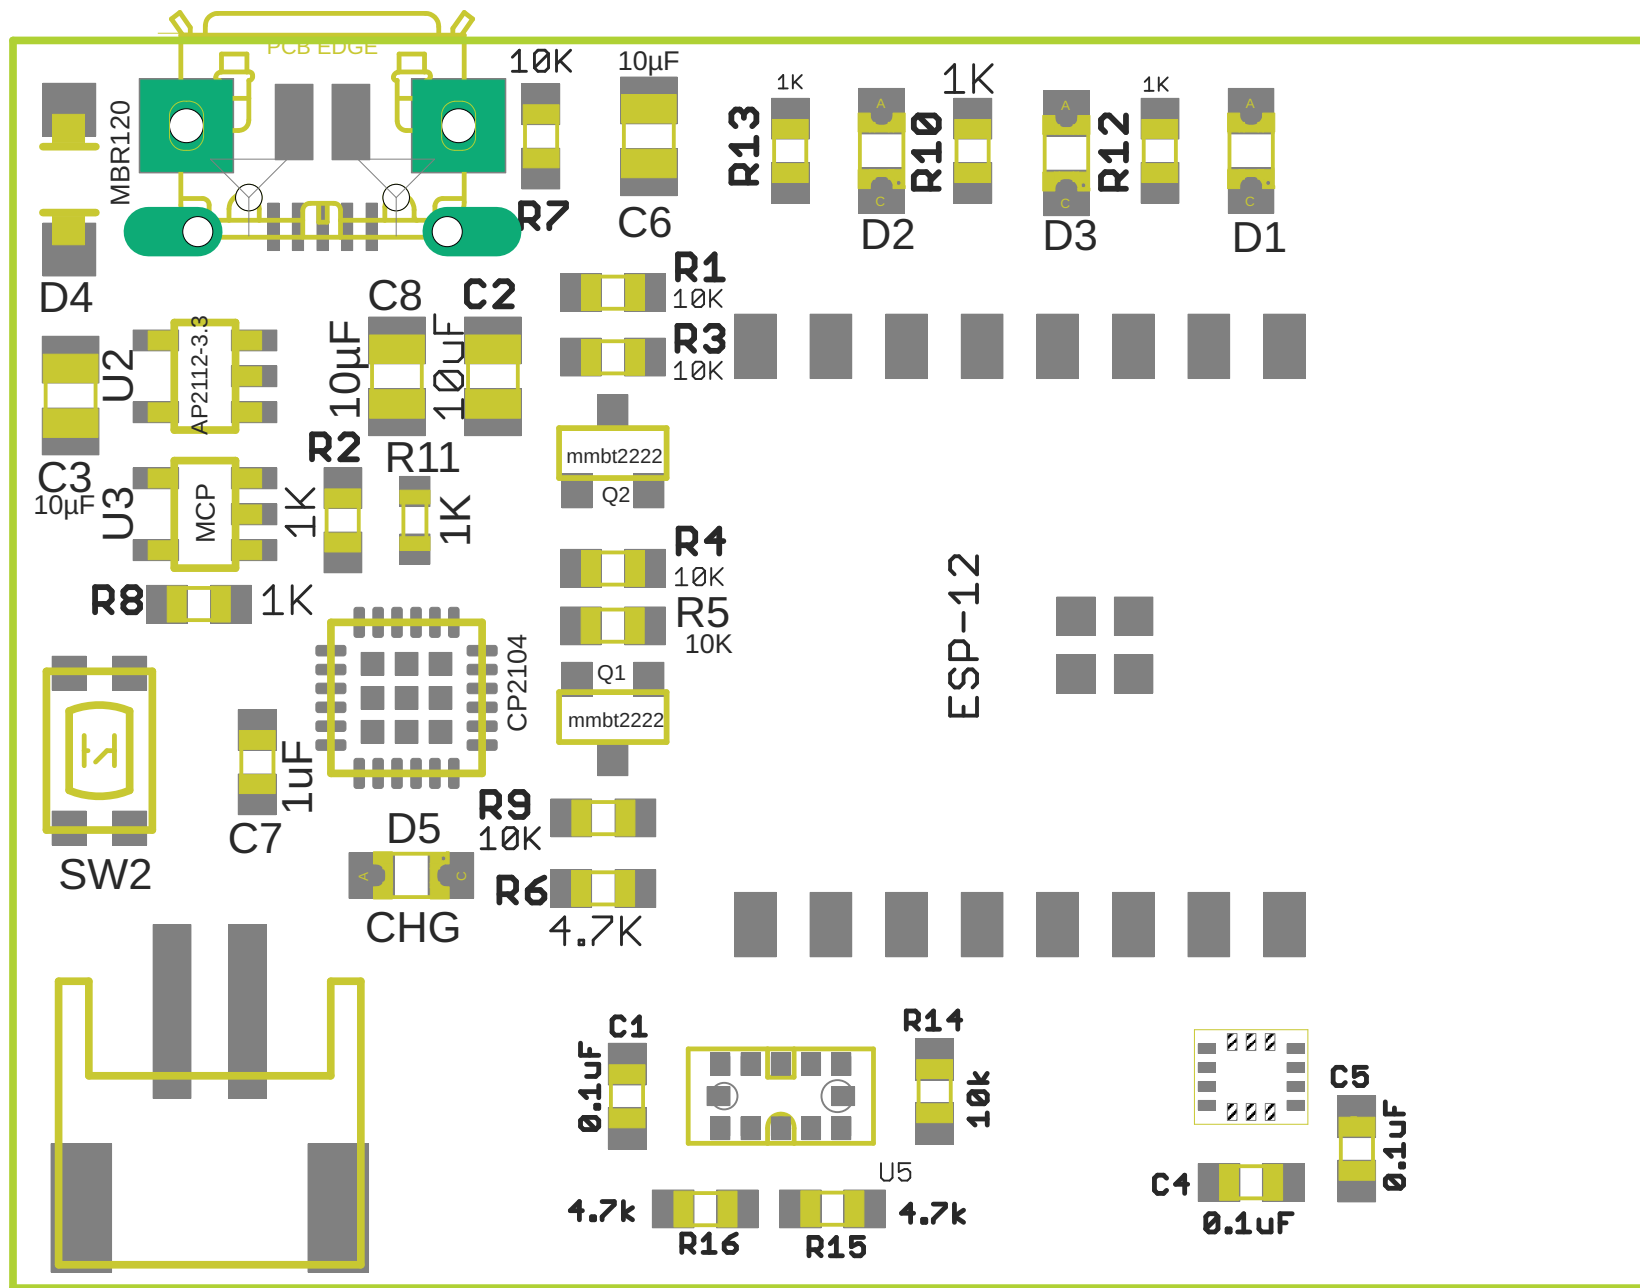 PCB EDGE
10K
10µF
1K
1K
1K
MBR120
R13
R10
R12
A
A
A
C
C
C
R7
C6
D2
D3
D1
D4
C8
C2
R1
10K
U2
AP2112-3.3
10µF
10uF
R3
10K
R2
R11
mmbt2222
Q2
C3
10µF
U3
MCP
1K
1K
R4
10K
R8
1K
R5
10K
ESP-12
CP2104
Q1
mmbt2222
1uF
C7
R9
10K
D5
SW2
A
C
CHG
R6
4.7K
C1
0.1uF
R14
10k
C5
0.1uF
U5
C4
0.1uF
4.7k
R16
R15
4.7k